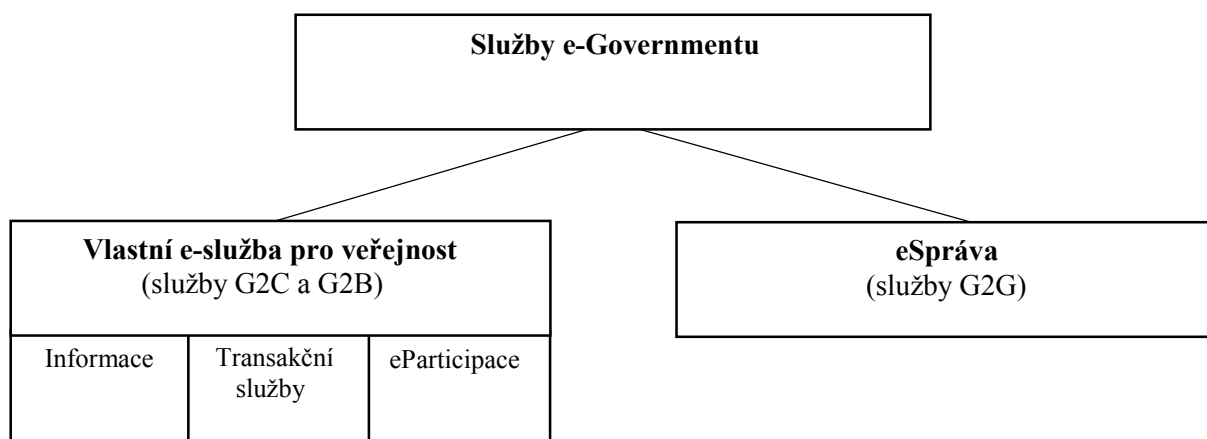 Služby e-Governmentu
Vlastní e-služba pro veřejnost
(služby G2C a G2B)
eSpráva
(služby G2G)
Informace
Transakční
služby
eParticipace